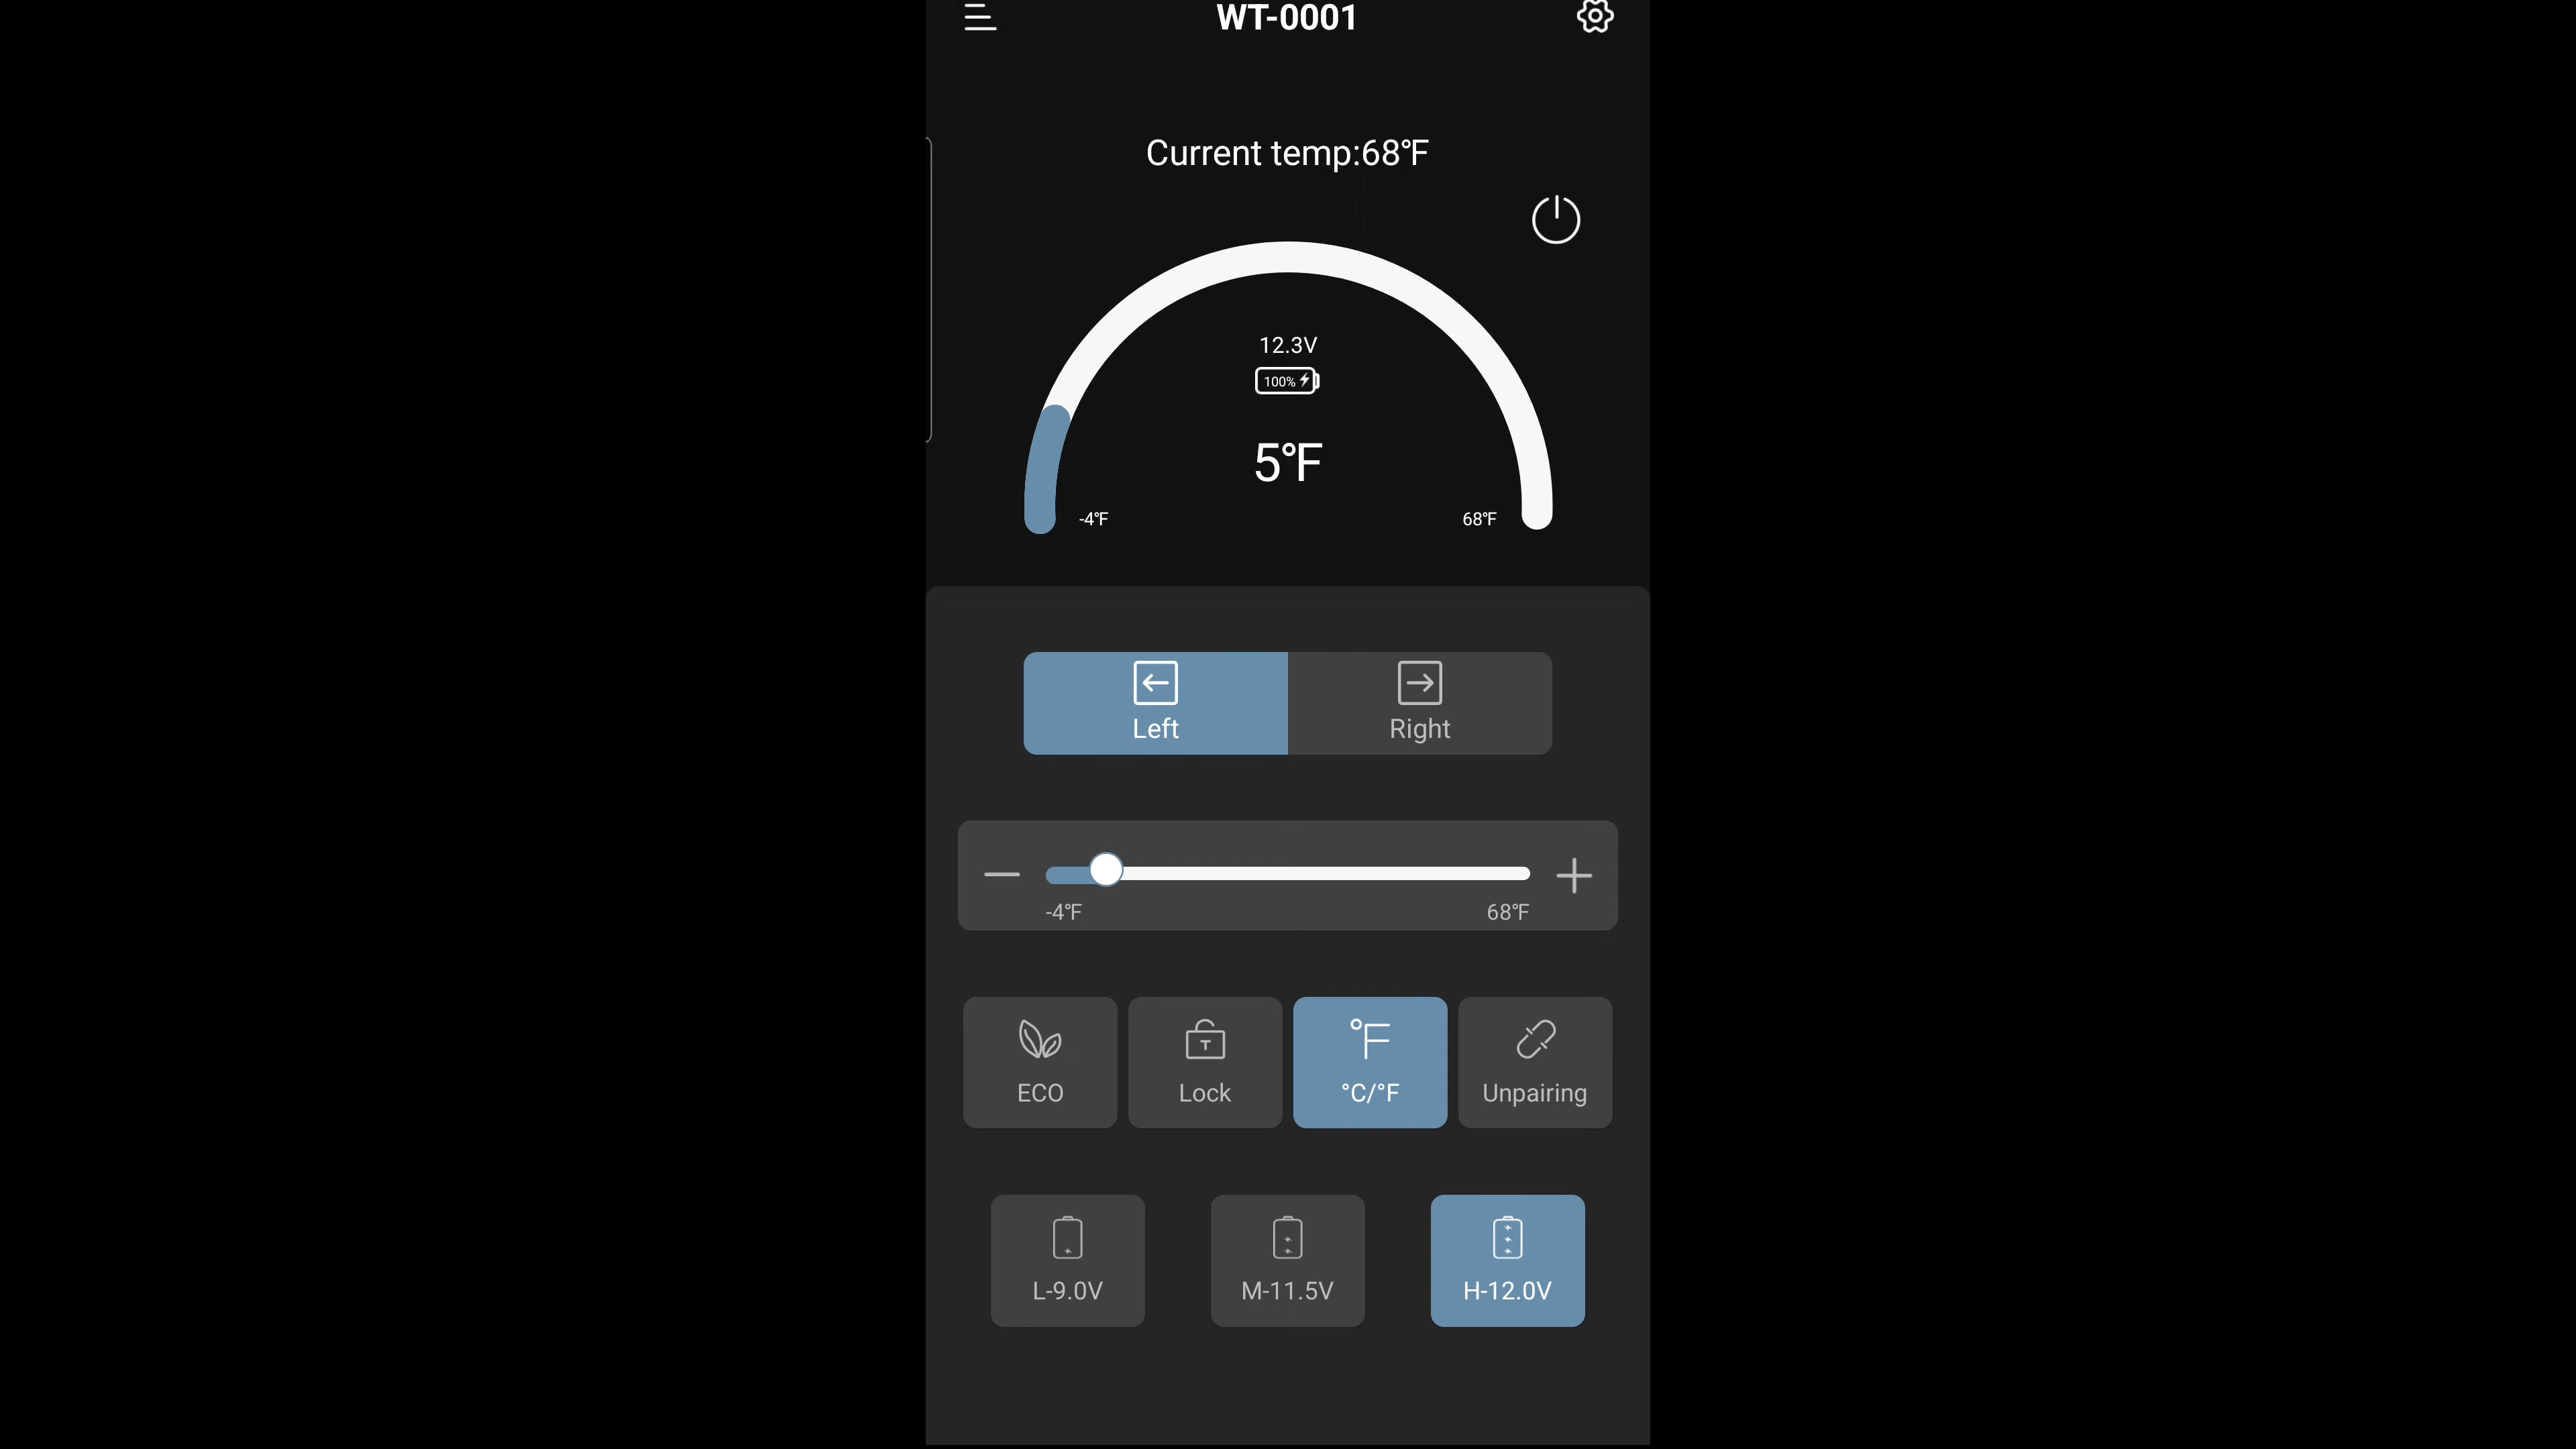 WT-0001
Current temp:68°F
12.3V
100%
5°F
-4°F
68°F
Left
Right
-4°F
68°F
°F
ECO
Lock
°C/°F
Unpairing
L-9.0V
M-11.5V
H-12.0V